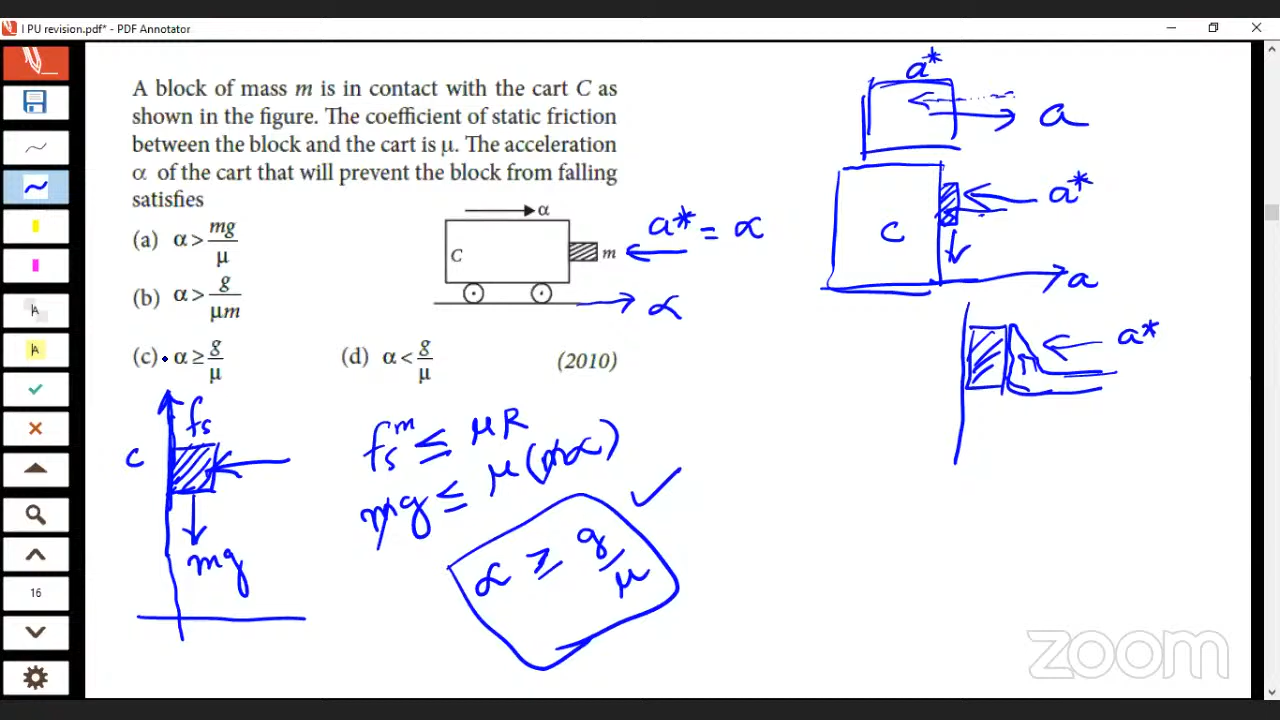 I PU revision.pdf* - PDF Annotator
A block of mass m is in contact with the cart C as
shown in the figure. The coefficient of static friction
between the block and the cart is μ. The acceleration
α of the cart that will prevent the block from falling
satisfies
(a) α > mg/μ
(b) α > g/μm
(c) α ≥ g/μ
(d) α < g/μ
(2010)
α
C
m
a* = α
α
a*
a
a*
C
a
a*
fs
C
mg
fs^m ≤ μR
mg ≤ μ(mα)
α ≥ g/μ
A
A
16
zoom